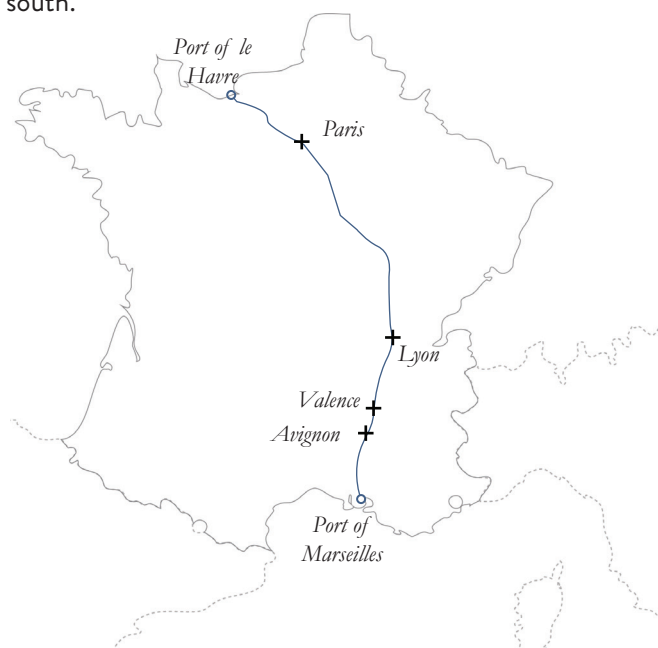 south.
Port of le
Havre
Paris
Lyon
Valence
Avignon
Port of
Marseilles